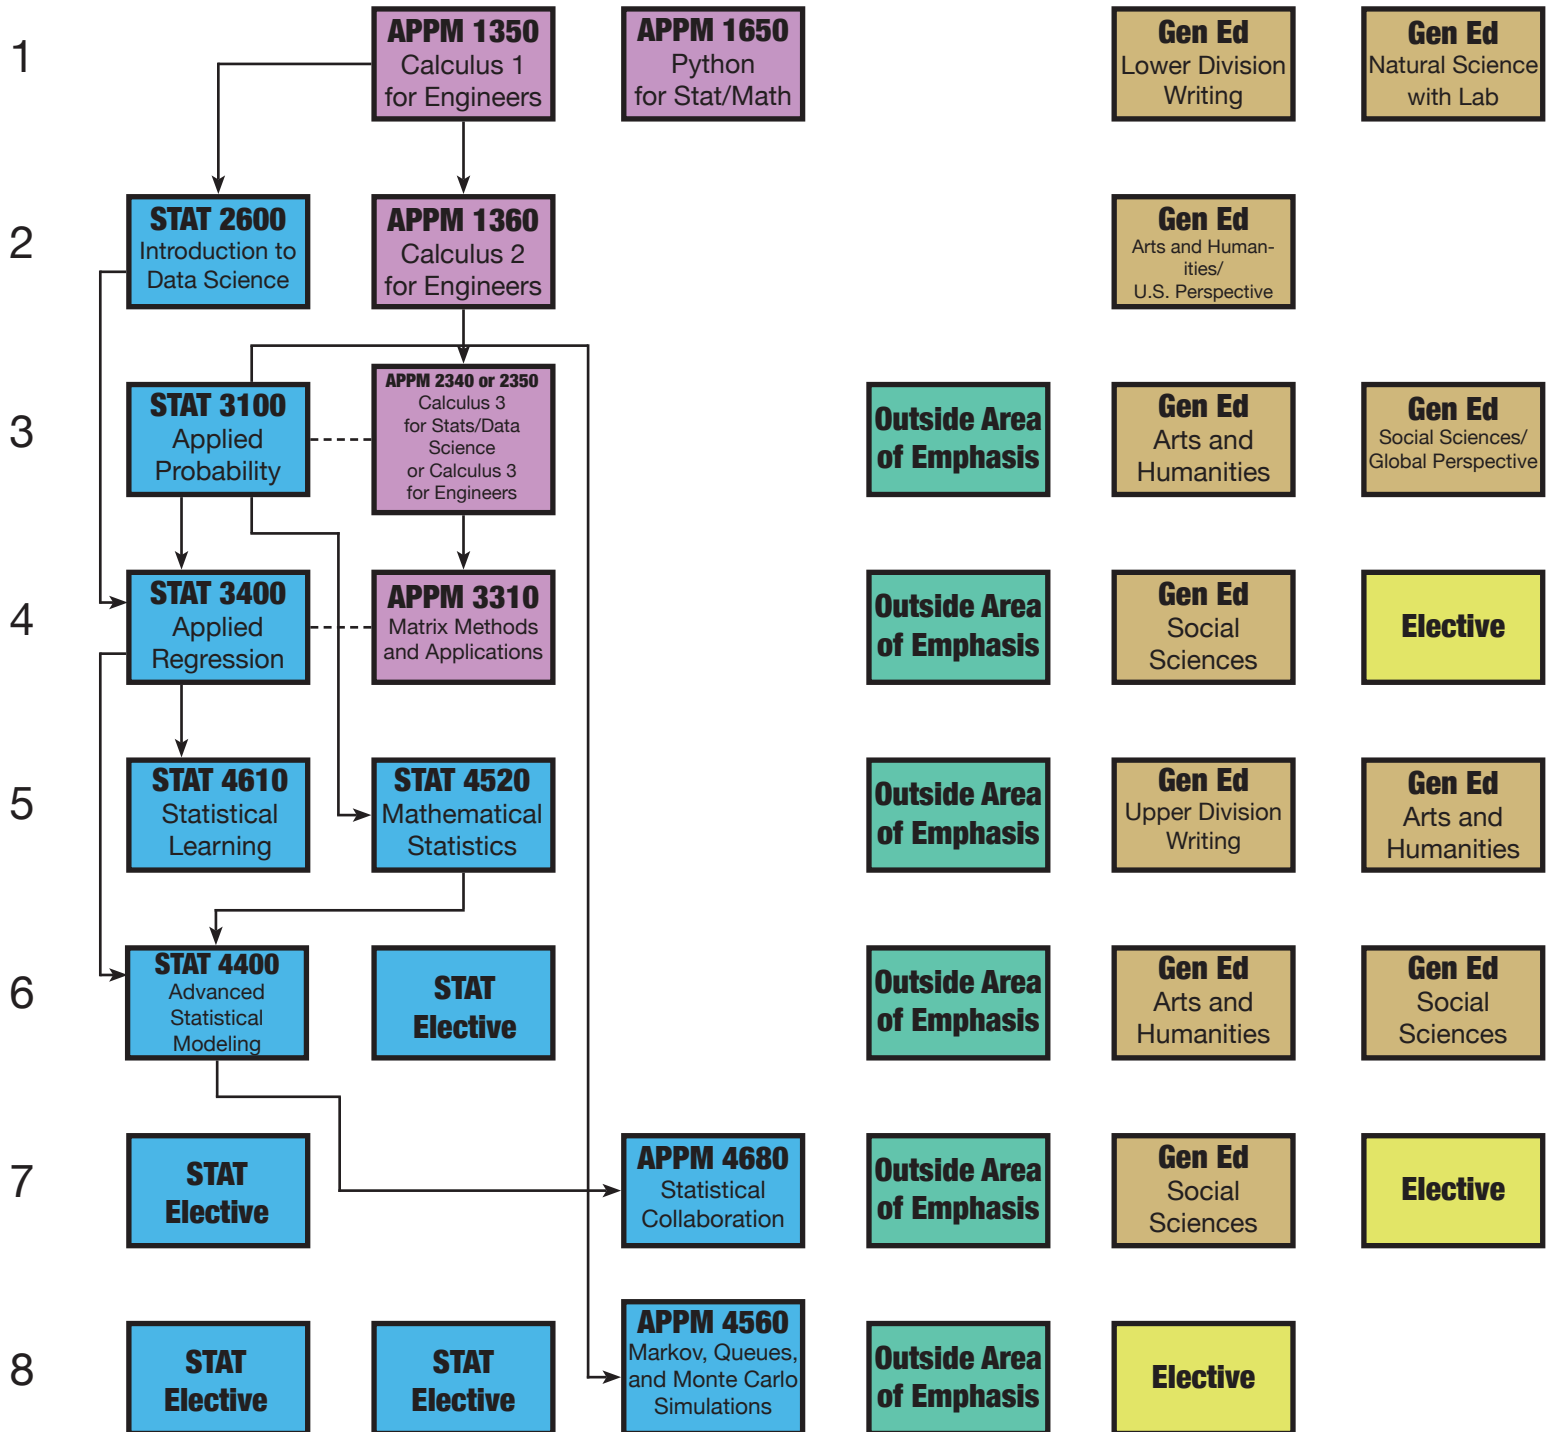 1
APPM 1350
Calculus 1
for Engineers
APPM 1650
Python
for Stat/Math
Gen Ed
Lower Division
Writing
Gen Ed
Natural Science
with Lab
2
STAT 2600
Introduction to
Data Science
APPM 1360
Calculus 2
for Engineers
Gen Ed
Arts and Human-
ities/
U.S. Perspective
3
STAT 3100
Applied
Probability
APPM 2340 or 2350
Calculus 3
for Stats/Data
Science
or Calculus 3
for Engineers
Outside Area
of Emphasis
Gen Ed
Arts and
Humanities
Gen Ed
Social Sciences/
Global Perspective
4
STAT 3400
Applied
Regression
APPM 3310
Matrix Methods
and Applications
Outside Area
of Emphasis
Gen Ed
Social
Sciences
Elective
5
STAT 4610
Statistical
Learning
STAT 4520
Mathematical
Statistics
Outside Area
of Emphasis
Gen Ed
Upper Division
Writing
Gen Ed
Arts and
Humanities
6
STAT 4400
Advanced
Statistical
Modeling
STAT
Elective
Outside Area
of Emphasis
Gen Ed
Arts and
Humanities
Gen Ed
Social
Sciences
7
STAT
Elective
APPM 4680
Statistical
Collaboration
Outside Area
of Emphasis
Gen Ed
Social
Sciences
Elective
8
STAT
Elective
STAT
Elective
APPM 4560
Markov, Queues,
and Monte Carlo
Simulations
Outside Area
of Emphasis
Elective